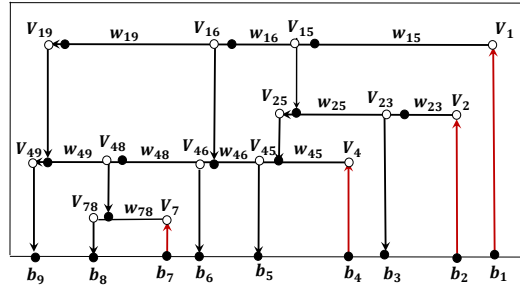 V₁₉ w₁₉ V₁₆ w₁₆ V₁₅ w₁₅ V₁
V₂₅ w₂₅ V₂₃ w₂₃ V₂
V₄₉ w₄₉ V₄₈ w₄₈ V₄₆ w₄₆ V₄₅ w₄₅ V₄
V₇₈ w₇₈ V₇
b₉ b₈ b₇ b₆ b₅ b₄ b₃ b₂ b₁